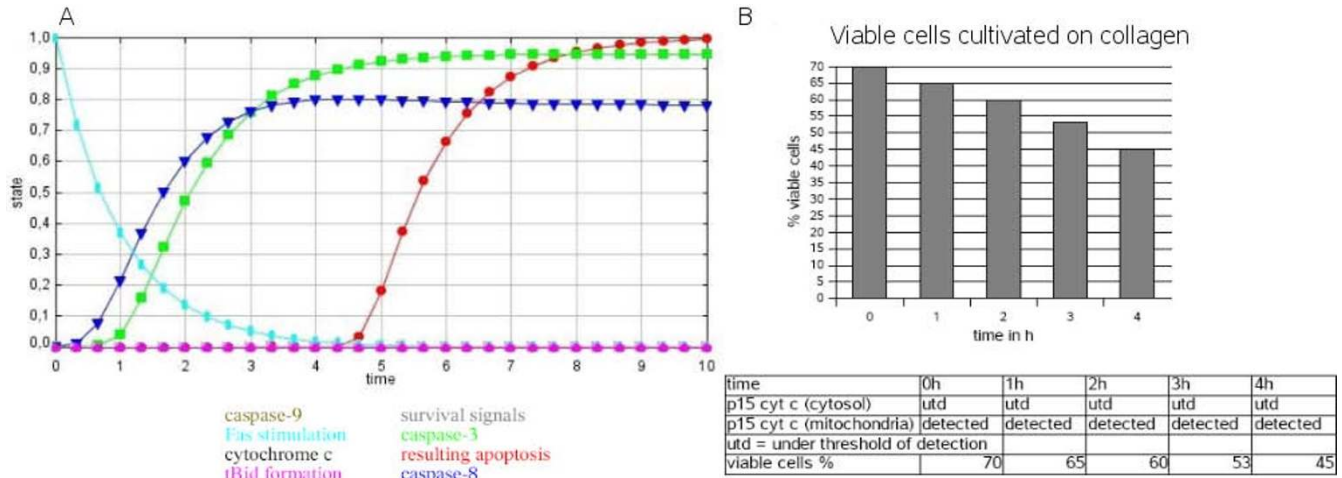 A
1,0
0,9
0,8
0,7
0,6
0,5
0,4
0,3
0,2
0,1
0,0
state
0 1 2 3 4 5 6 7 8 9 10
time
caspase-9 survival signals
Fas stimulation caspase-3
cytochrome c resulting apoptosis
tBid formation caspase-8
B
Viable cells cultivated on collagen
70
65
60
55
50
45
40
35
30
25
20
15
10
5
0
% viable cells
0 1 2 3 4
time in h
time 0h 1h 2h 3h 4h
p15 cyt c (cytosol) utd utd utd utd utd
p15 cyt c (mitochondria) detected detected detected detected detected
utd = under threshold of detection
viable cells % 70 65 60 53 45